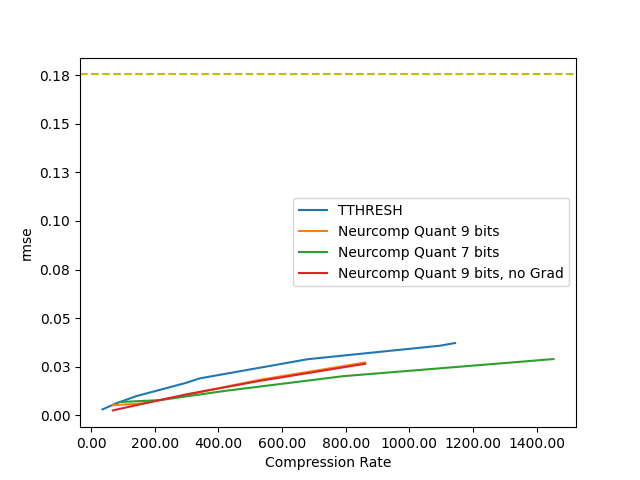 0.18
0.15
0.13
0.10
0.08
0.05
0.03
0.00
rmse
TTHRESH
Neurcomp Quant 9 bits
Neurcomp Quant 7 bits
Neurcomp Quant 9 bits, no Grad
0.00 200.00 400.00 600.00 800.00 1000.00 1200.00 1400.00
Compression Rate